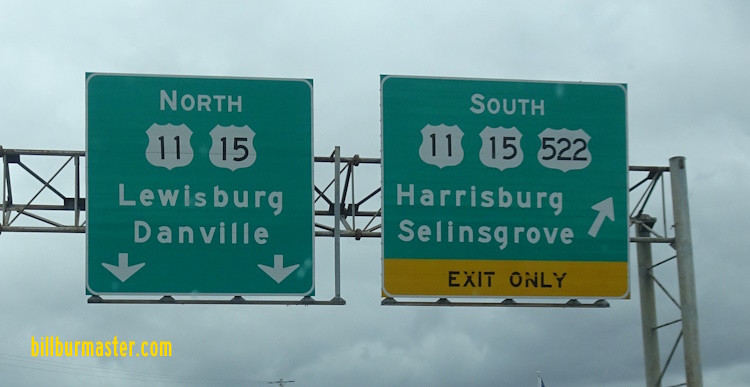 NORTH
11 15
Lewisburg
Danville
SOUTH
11 15 522
Harrisburg
Selinsgrove
EXIT ONLY
billburmaster.com